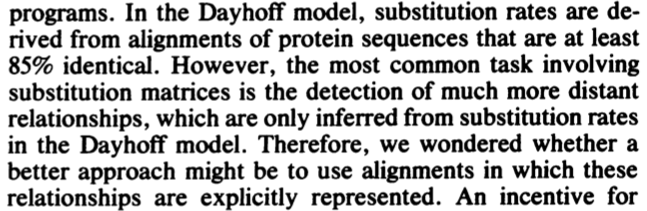 programs. In the Dayhoff model, substitution rates are de-
rived from alignments of protein sequences that are at least
85% identical. However, the most common task involving
substitution matrices is the detection of much more distant
relationships, which are only inferred from substitution rates
in the Dayhoff model. Therefore, we wondered whether a
better approach might be to use alignments in which these
relationships are explicitly represented. An incentive for